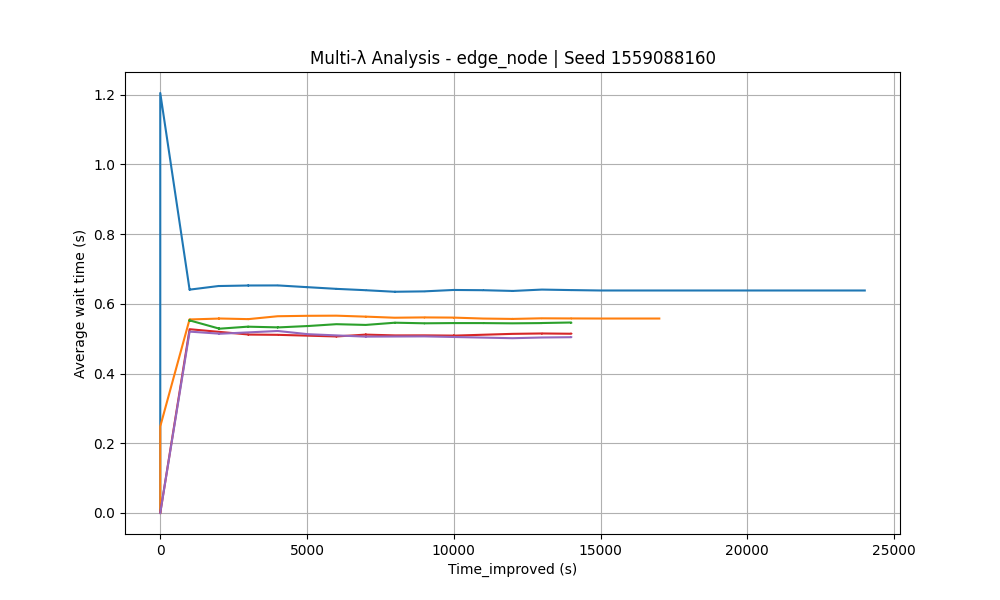 Multi-λ Analysis - edge_node | Seed 1559088160
Average wait time (s)
1.2
1.0
0.8
0.6
0.4
0.2
0.0
0 5000 10000 15000 20000 25000
Time_improved (s)